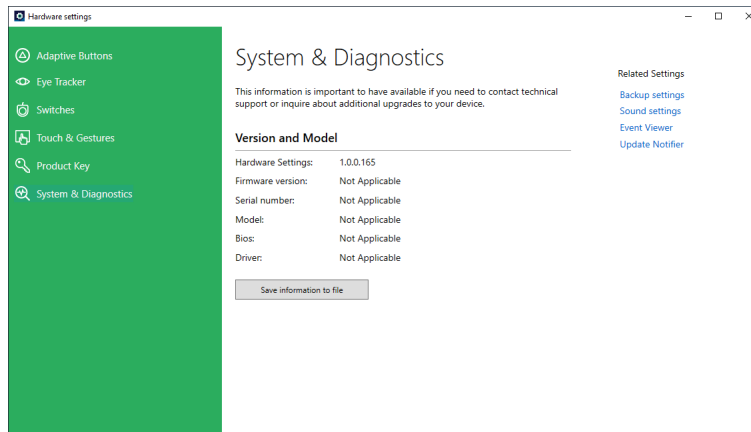 Hardware settings
Adaptive Buttons
Eye Tracker
Switches
Touch & Gestures
Product Key
System & Diagnostics
System & Diagnostics
This information is important to have available if you need to contact technical
support or inquire about additional upgrades to your device.
Version and Model
Hardware Settings: 1.0.0.165
Firmware version: Not Applicable
Serial number: Not Applicable
Model: Not Applicable
Bios: Not Applicable
Driver: Not Applicable
Save information to file
Related Settings
Backup settings
Sound settings
Event Viewer
Update Notifier